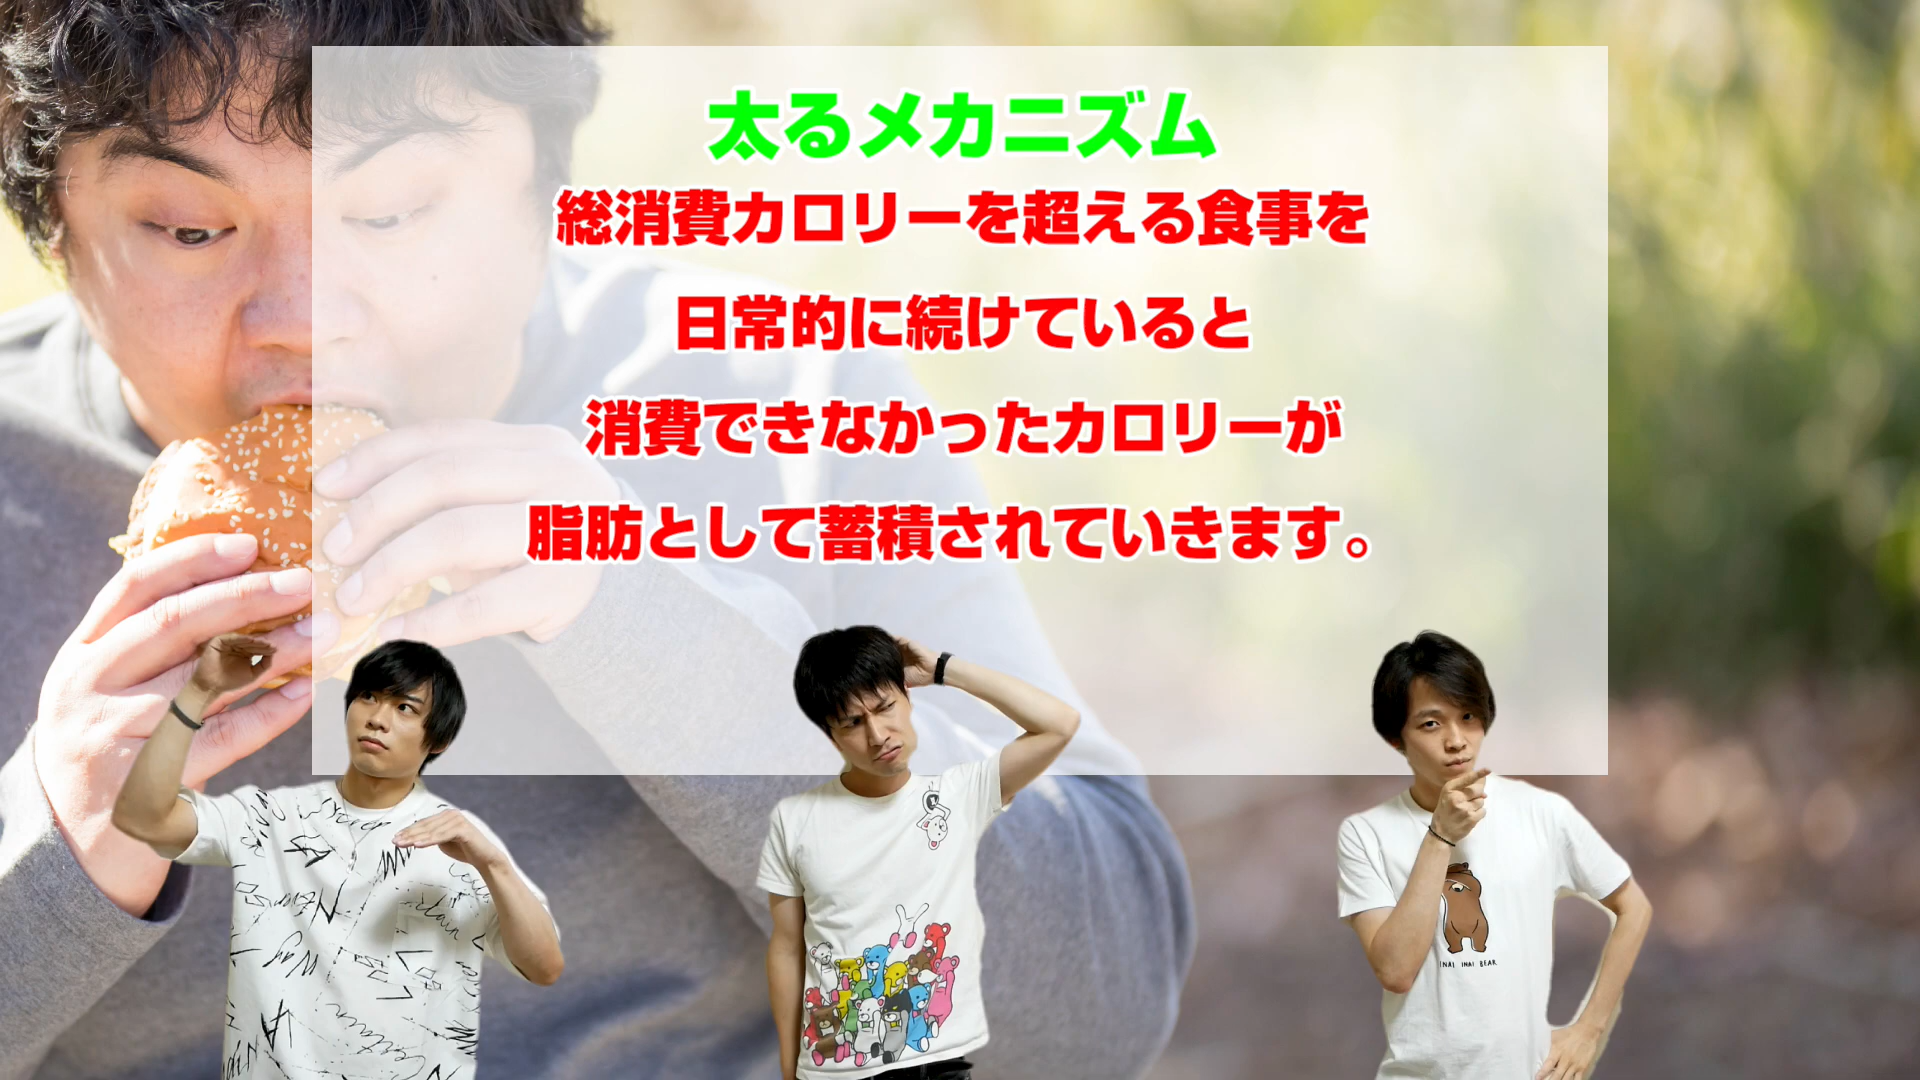 太るメカニズム
総消費カロリーを超える食事を
日常的に続けていると
消費できなかったカロリーが
脂肪として蓄積されていきます。
INAI INAI BEAR